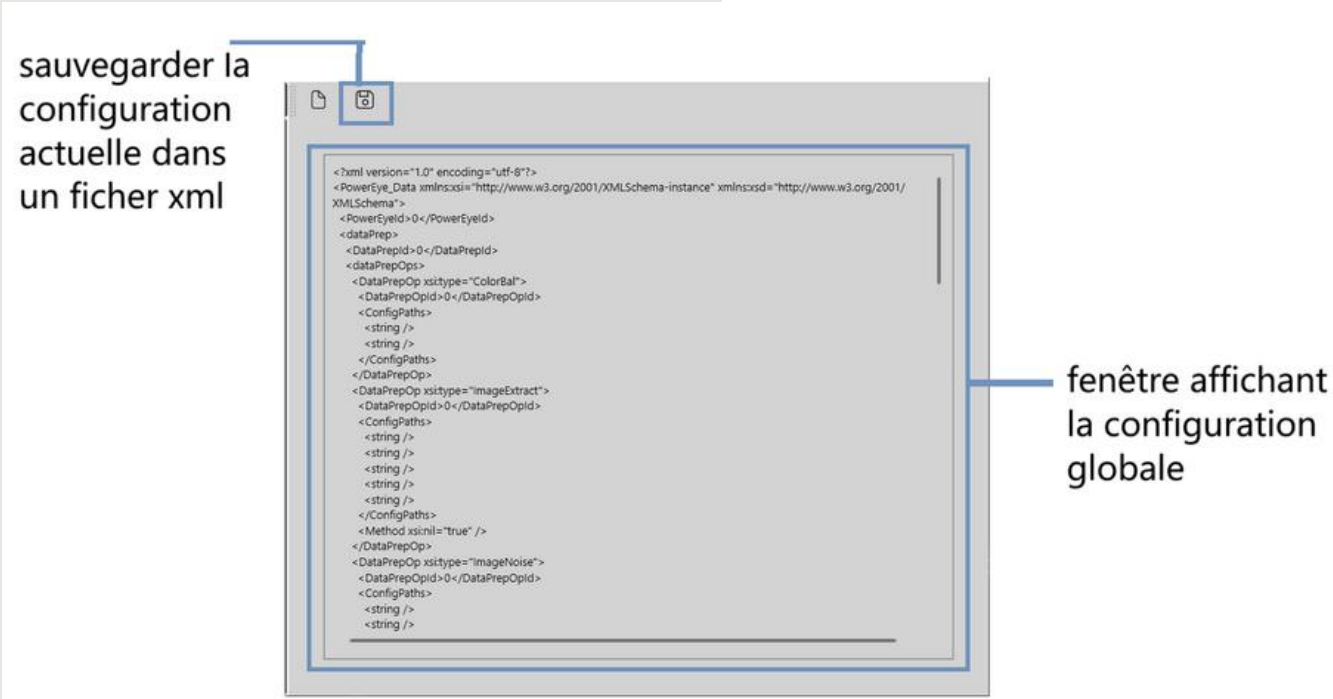 sauvegarder la
configuration
actuelle dans
un ficher xml
<?xml version="1.0" encoding="utf-8"?>
<PowerEye_Data xmlns:xsi="http://www.w3.org/2001/XMLSchema-instance" xmlns:xsd="http://www.w3.org/2001/
XMLSchema">
<PowerEyeId>0</PowerEyeId>
<dataPrep>
<DataPrepId>0</DataPrepId>
<dataPrepOps>
<DataPrepOp xsi:type="ColorBal">
<DataPrepOpId>0</DataPrepOpId>
<ConfigPaths>
<string />
<string />
</ConfigPaths>
</DataPrepOp>
<DataPrepOp xsi:type="ImageExtract">
<DataPrepOpId>0</DataPrepOpId>
<ConfigPaths>
<string />
<string />
<string />
<string />
<string />
</ConfigPaths>
<Method xsi:nil="true" />
</DataPrepOp>
<DataPrepOp xsi:type="ImageNoise">
<DataPrepOpId>0</DataPrepOpId>
<ConfigPaths>
<string />
<string />
fenêtre affichant
la configuration
globale